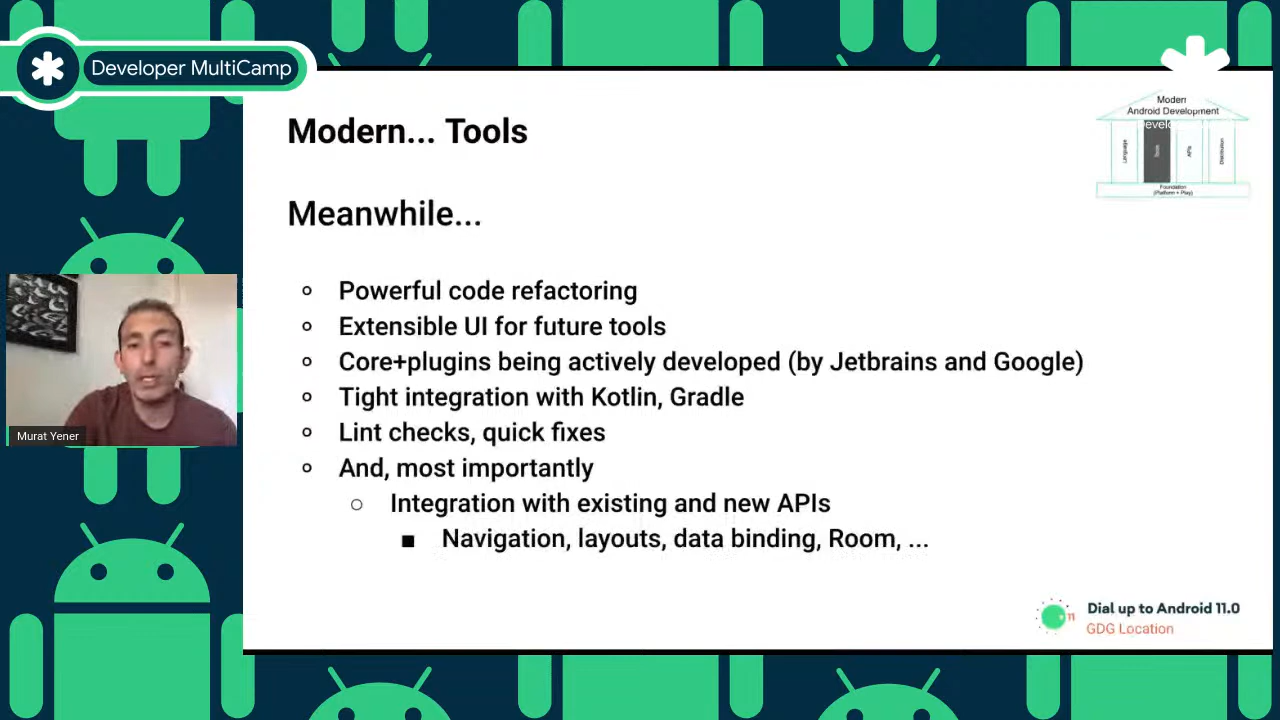 Developer MultiCamp
Modern... Tools
Modern
Android Development
Language
Tools
APIs
Distribution
Foundation
(Platform + Play)
Meanwhile...
Powerful code refactoring
Extensible UI for future tools
Core+plugins being actively developed (by Jetbrains and Google)
Tight integration with Kotlin, Gradle
Lint checks, quick fixes
And, most importantly
Integration with existing and new APIs
Navigation, layouts, data binding, Room, ...
Murat Yener
Dial up to Android 11.0
GDG Location